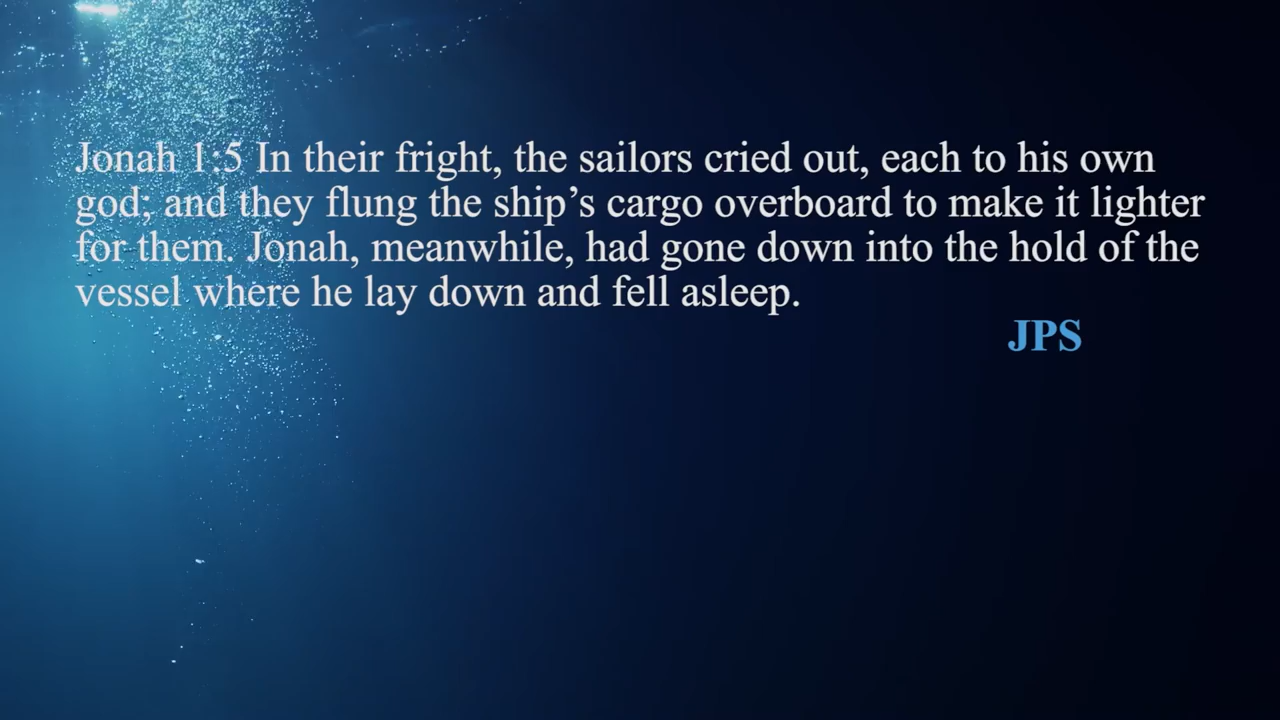 Jonah 1:5 In their fright, the sailors cried out, each to his own
god; and they flung the ship’s cargo overboard to make it lighter
for them. Jonah, meanwhile, had gone down into the hold of the
vessel where he lay down and fell asleep.
JPS